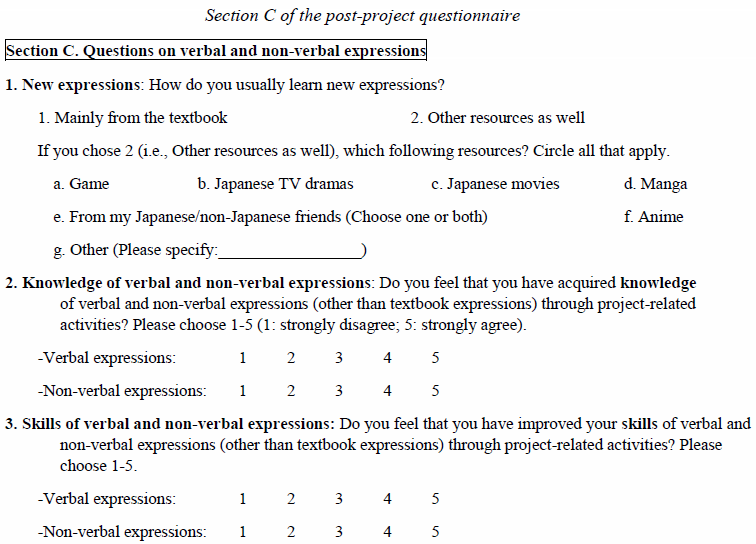 Section C of the post-project questionnaire
Section C. Questions on verbal and non-verbal expressions
1. New expressions: How do you usually learn new expressions?
1. Mainly from the textbook 2. Other resources as well
If you chose 2 (i.e., Other resources as well), which following resources? Circle all that apply.
a. Game b. Japanese TV dramas c. Japanese movies d. Manga
e. From my Japanese/non-Japanese friends (Choose one or both) f. Anime
g. Other (Please specify:_________________)
2. Knowledge of verbal and non-verbal expressions: Do you feel that you have acquired knowledge
of verbal and non-verbal expressions (other than textbook expressions) through project-related
activities? Please choose 1-5 (1: strongly disagree; 5: strongly agree).
-Verbal expressions: 1 2 3 4 5
-Non-verbal expressions: 1 2 3 4 5
3. Skills of verbal and non-verbal expressions: Do you feel that you have improved your skills of verbal and
non-verbal expressions (other than textbook expressions) through project-related activities? Please
choose 1-5.
-Verbal expressions: 1 2 3 4 5
-Non-verbal expressions: 1 2 3 4 5